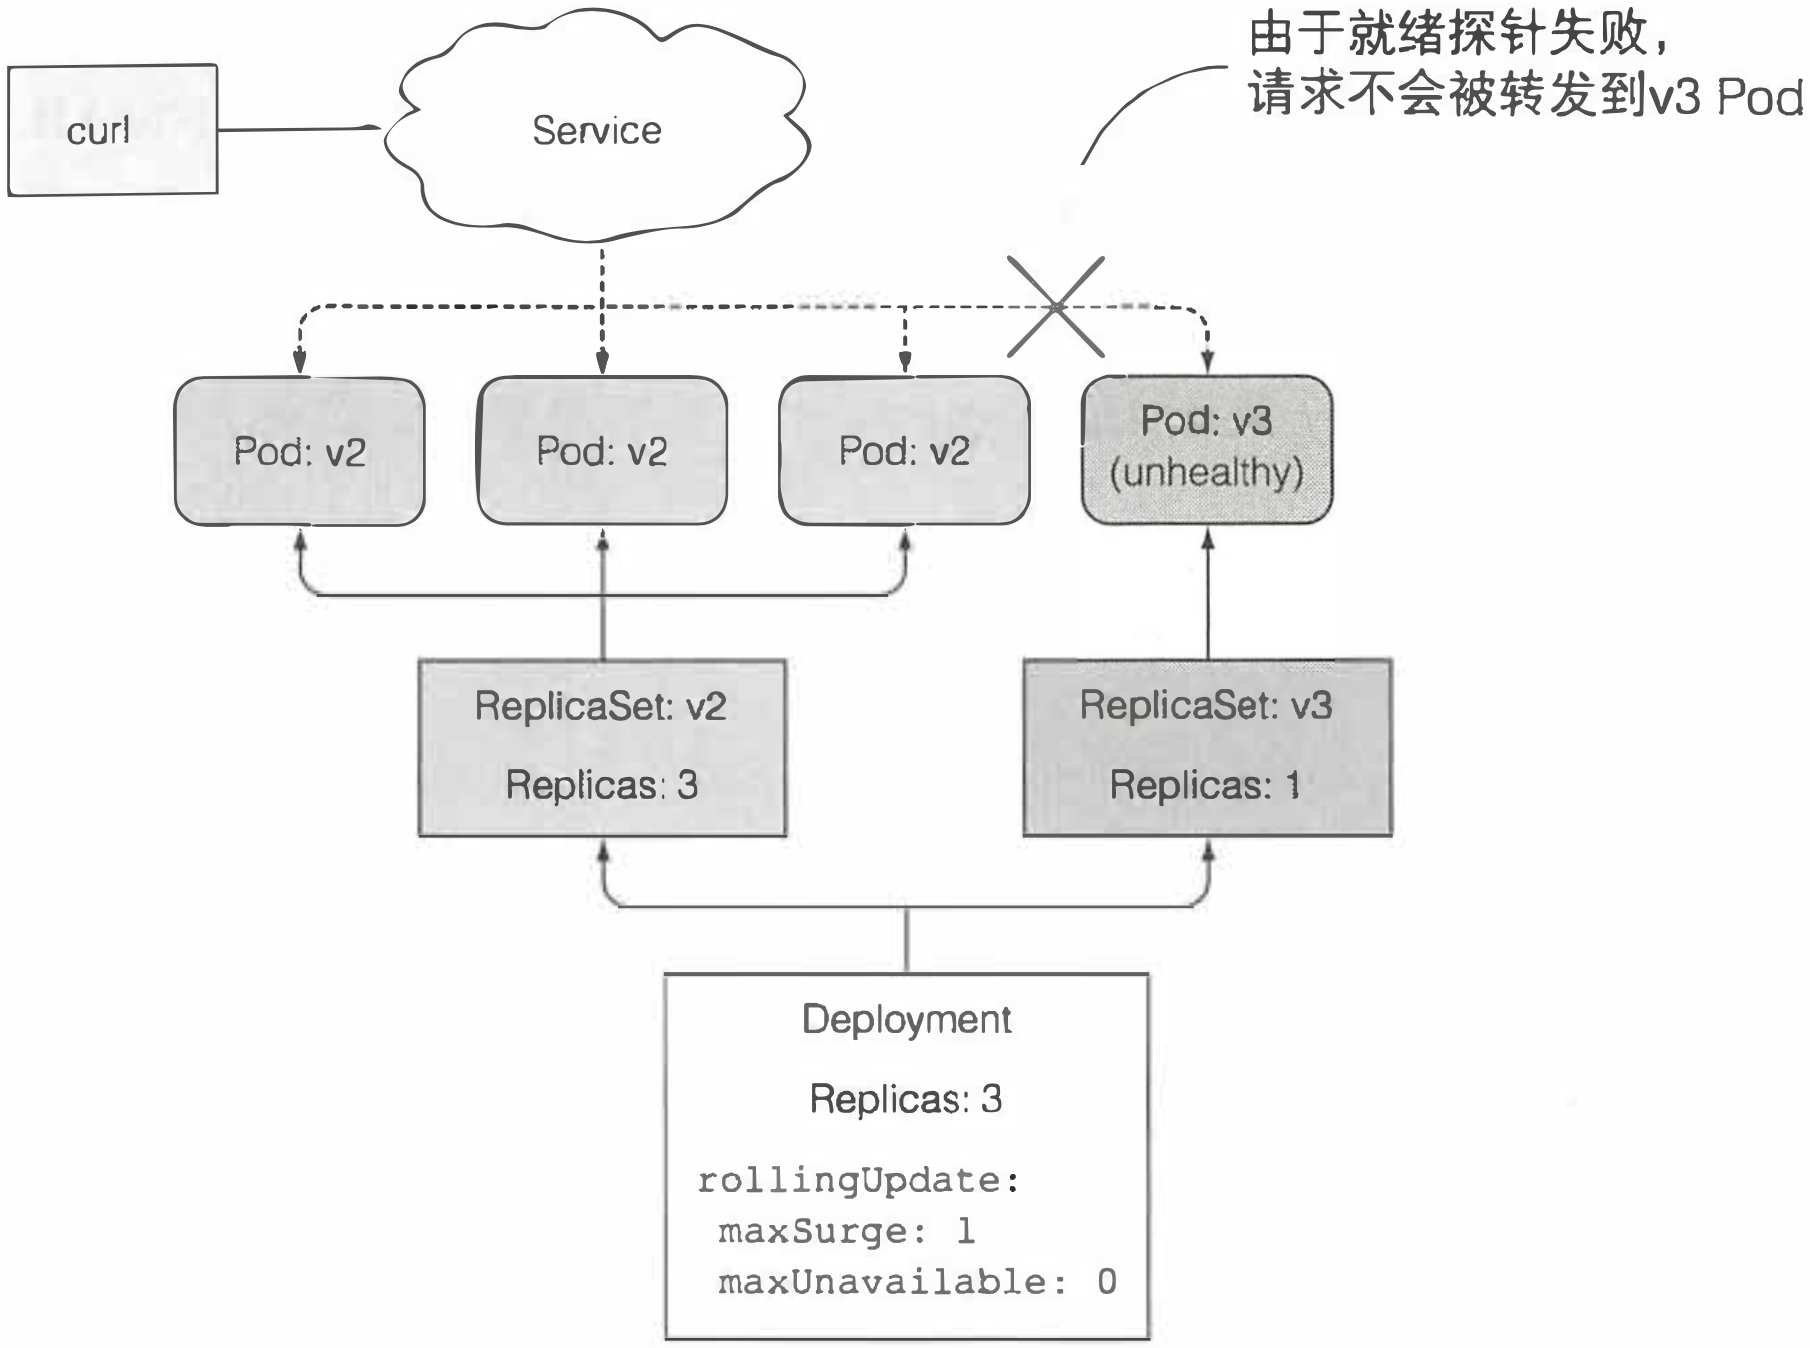 由于就绪探针失败，
请求不会被转发到v3 Pod
curl
Service
Pod: v2
Pod: v2
Pod: v2
Pod: v3
(unhealthy)
ReplicaSet: v2
Replicas: 3
ReplicaSet: v3
Replicas: 1
Deployment
Replicas: 3
rollingUpdate:
maxSurge: 1
maxUnavailable: 0